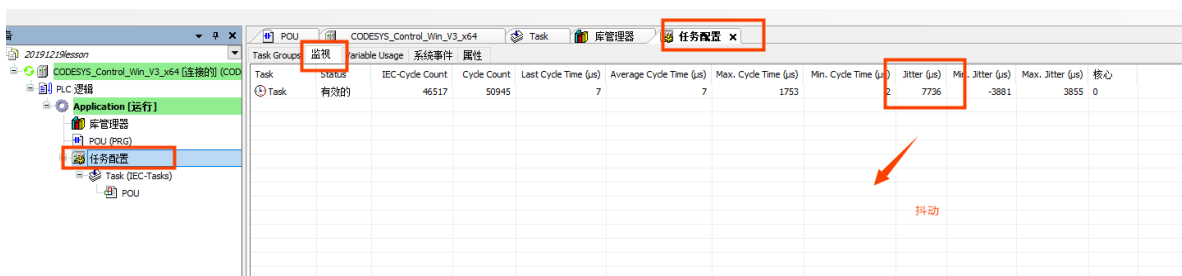 备
POU CODESYS_Control_Win_V3_x64 Task 库管理器 任务配置
20191219lesson
Task Groups 监视 Variable Usage 系统事件 属性
CODESYS_Control_Win_V3_x64 [连接的] (COD
Task Status IEC-Cycle Count Cycle Count Last Cycle Time (μs) Average Cycle Time (μs) Max. Cycle Time (μs) Min. Cycle Time (μs) Jitter (μs) Min. Jitter (μs) Max. Jitter (μs) 核心
PLC 逻辑
Task 有效的 46517 50945 7 7 1753 2 7736 -3881 3855 0
Application [运行]
库管理器
POU (PRG)
任务配置
Task (IEC-Tasks)
POU
抖动